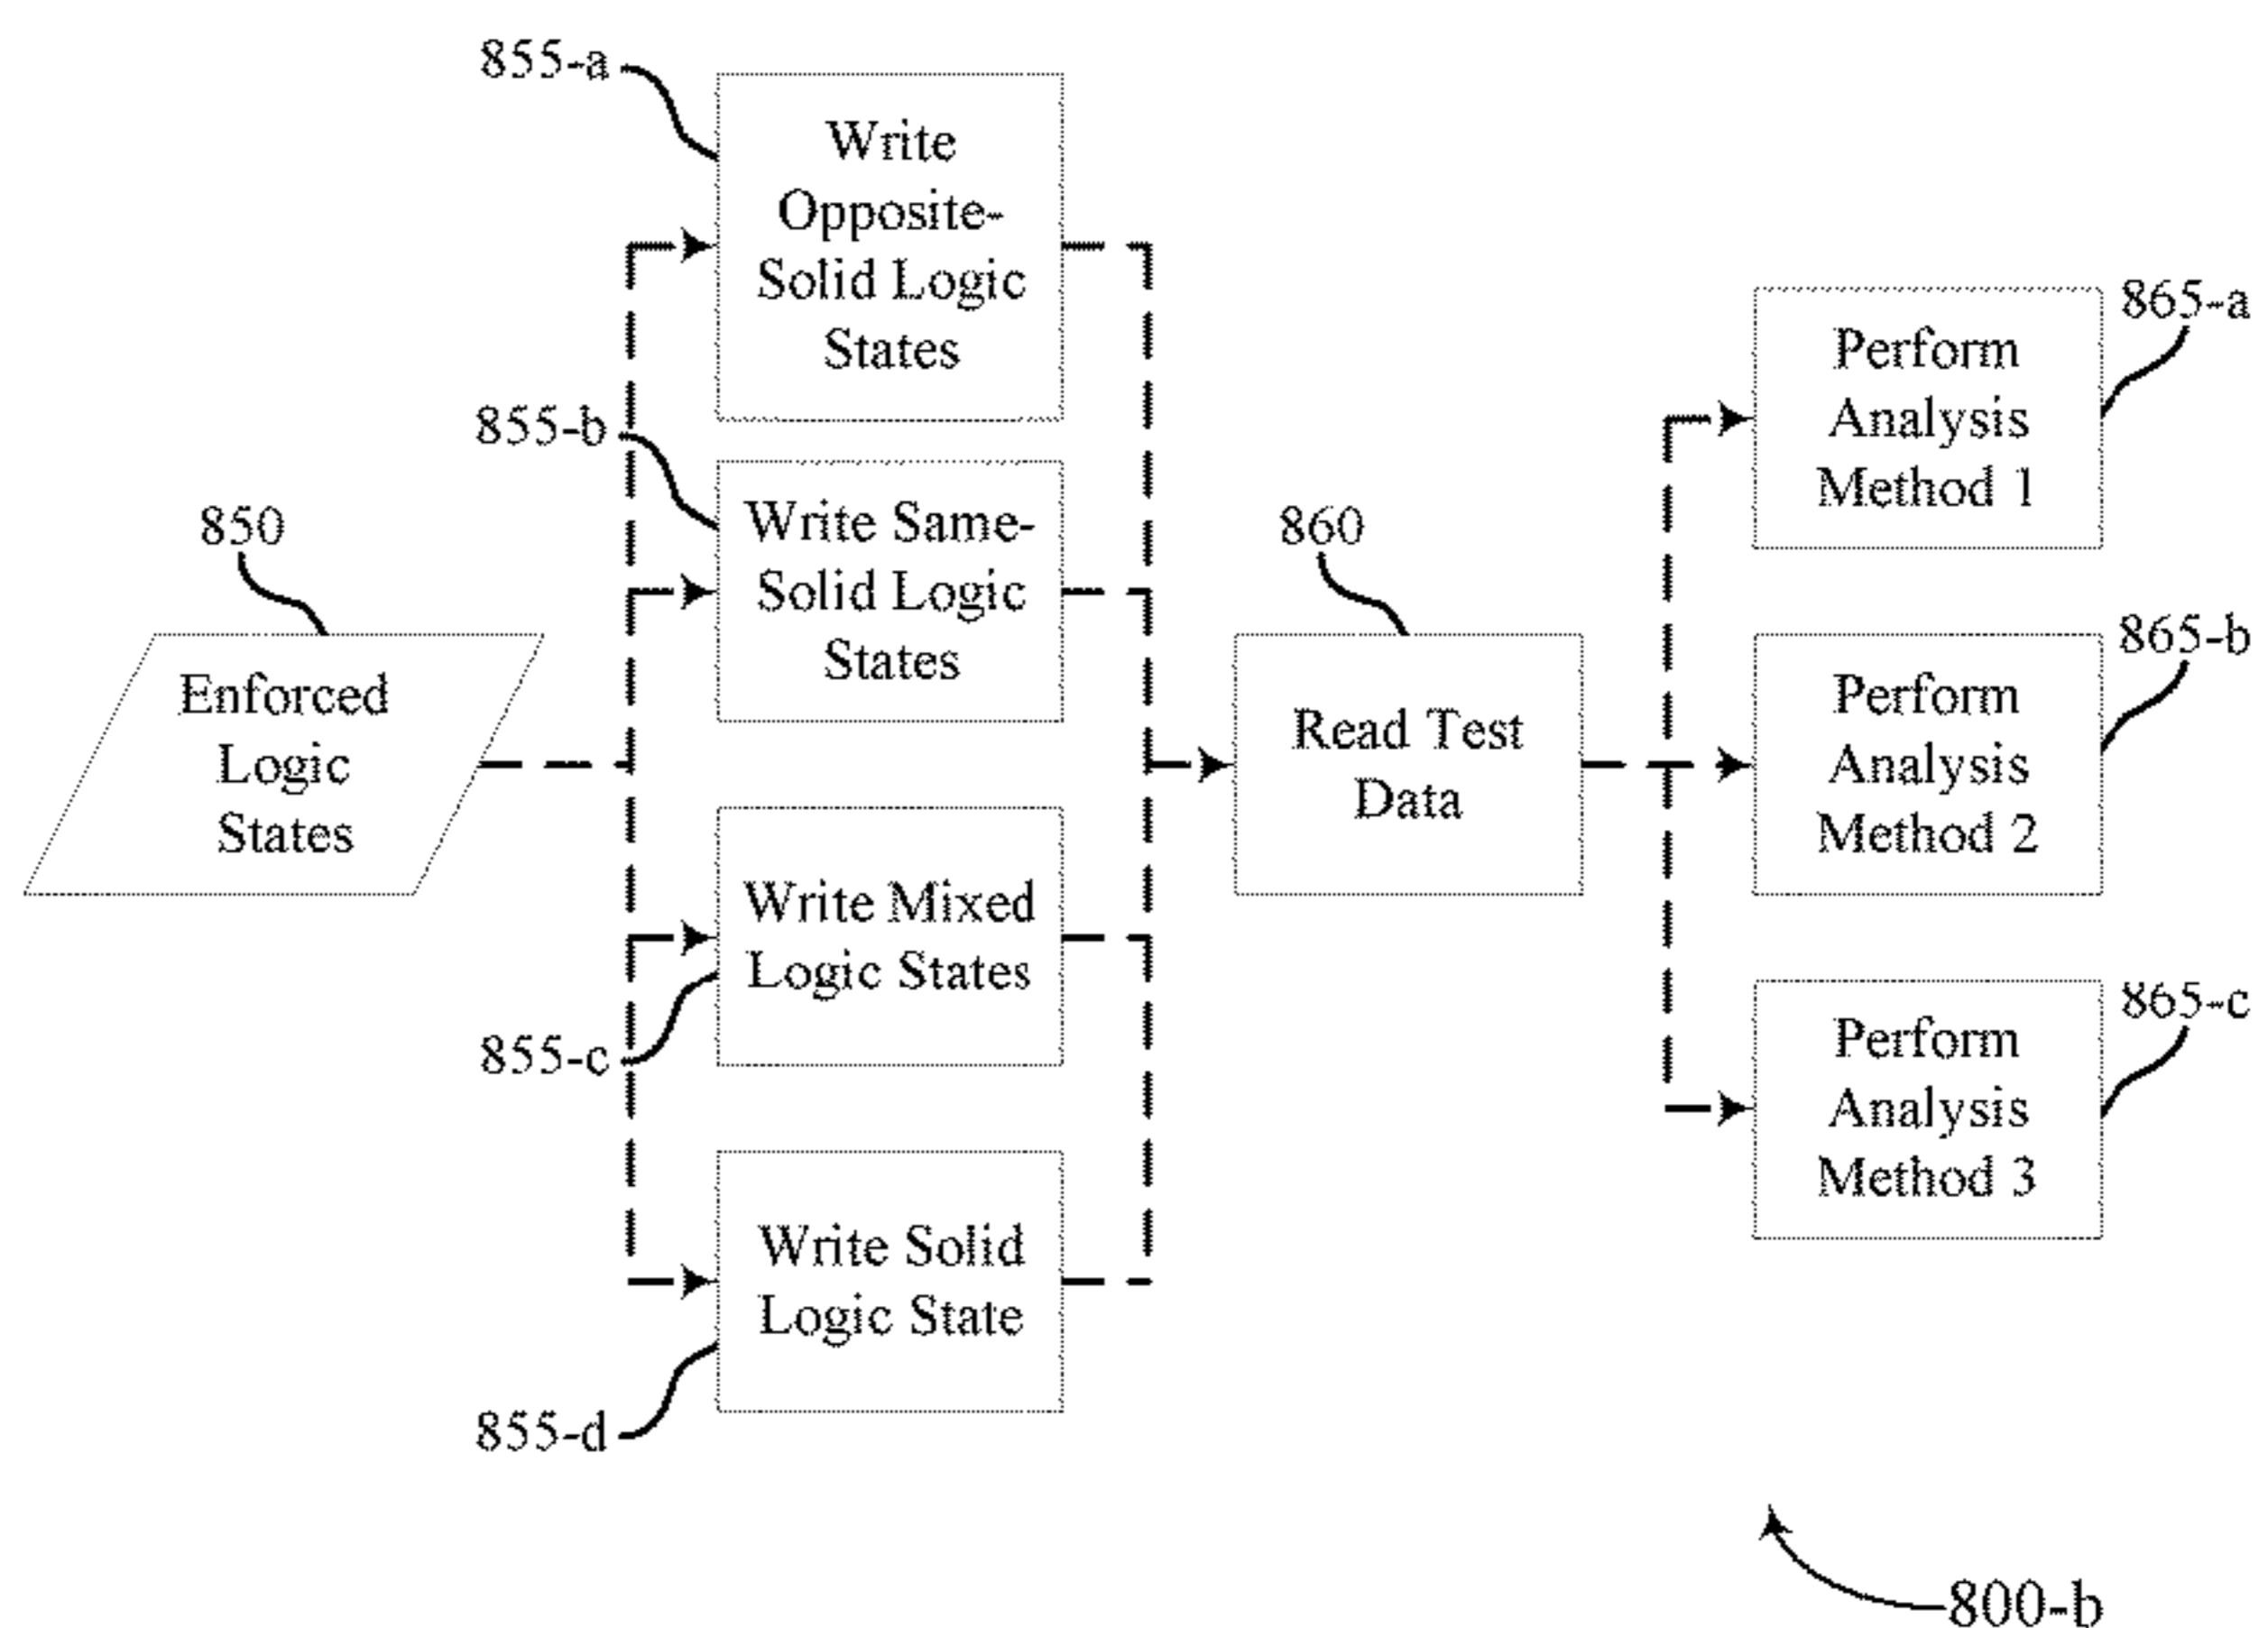 855-a
Write
Opposite-
Solid Logic
States
855-b
Write Same-
Solid Logic
States
850
Enforced
Logic
States
Write Mixed
Logic States
855-c
Write Solid
Logic State
855-d
860
Read Test
Data
865-a
Perform
Analysis
Method 1
865-b
Perform
Analysis
Method 2
865-c
Perform
Analysis
Method 3
800-b